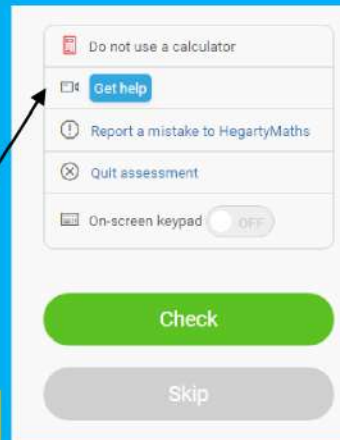 Do not use a calculator
Get help
Report a mistake to HegartyMaths
Quit assessment
On-screen keypad OFF
Check
Skip